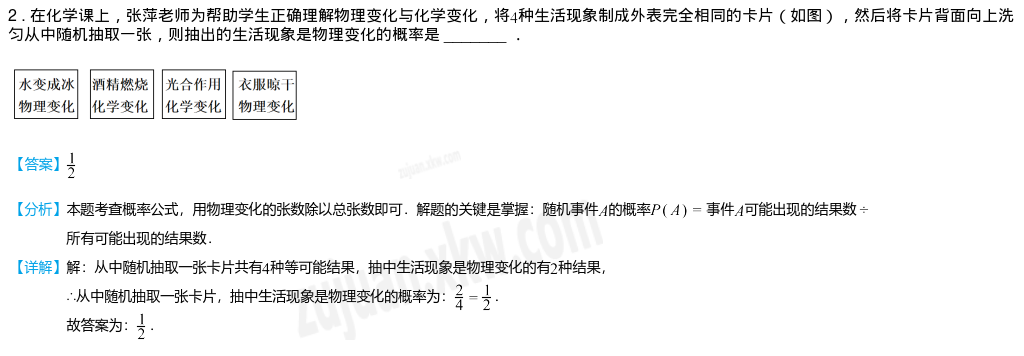 2．在化学课上，张萍老师为帮助学生正确理解物理变化与化学变化，将4种生活现象制成外表完全相同的卡片（如图），然后将卡片背面向上洗
匀从中随机抽取一张，则抽出的生活现象是物理变化的概率是 ________ ．
水变成冰 酒精燃烧 光合作用 衣服晾干
物理变化 化学变化 化学变化 物理变化
【答案】1/2
【分析】本题考查概率公式，用物理变化的张数除以总张数即可．解题的关键是掌握：随机事件A的概率P(A)=事件A可能出现的结果数÷
所有可能出现的结果数．
【详解】解：从中随机抽取一张卡片共有4种等可能结果，抽中生活现象是物理变化的有2种结果，
∴从中随机抽取一张卡片，抽中生活现象是物理变化的概率为：2/4=1/2．
故答案为：1/2．
zujuan.xkw.com
zujuan.xkw.com